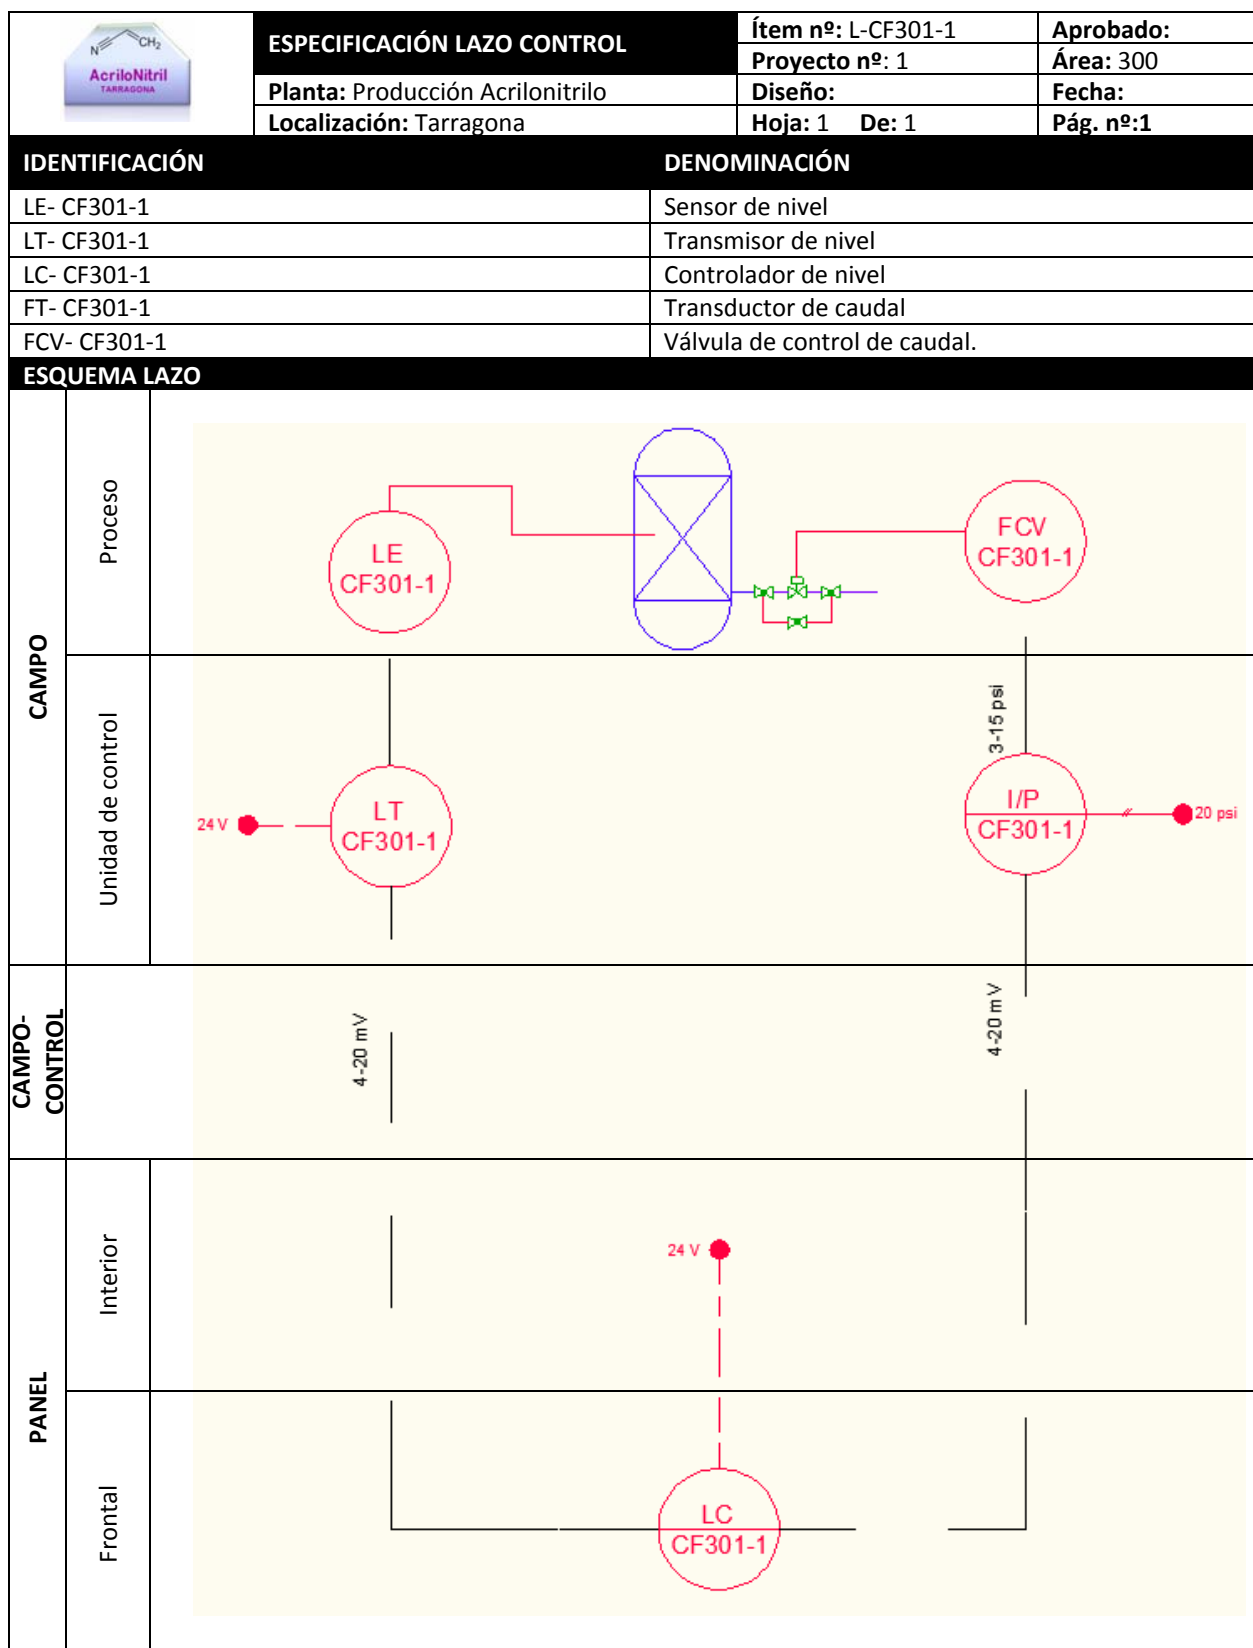 N
CH₂
AcriloNitril
TARRAGONA
ESPECIFICACIÓN LAZO CONTROL
Ítem nº: L-CF301-1
Aprobado:
Proyecto nº: 1
Área: 300
Planta: Producción Acrilonitrilo
Diseño:
Fecha:
Localización: Tarragona
Hoja: 1 De: 1
Pág. nº:1
IDENTIFICACIÓN
DENOMINACIÓN
LE- CF301-1
Sensor de nivel
LT- CF301-1
Transmisor de nivel
LC- CF301-1
Controlador de nivel
FT- CF301-1
Transductor de caudal
FCV- CF301-1
Válvula de control de caudal.
ESQUEMA LAZO
CAMPO
Proceso
LE
CF301-1
FCV
CF301-1
Unidad de control
24 V
LT
CF301-1
3-15 psi
I/P
CF301-1
20 psi
CAMPO-
CONTROL
4-20 mV
4-20 mV
PANEL
Interior
24 V
Frontal
LC
CF301-1